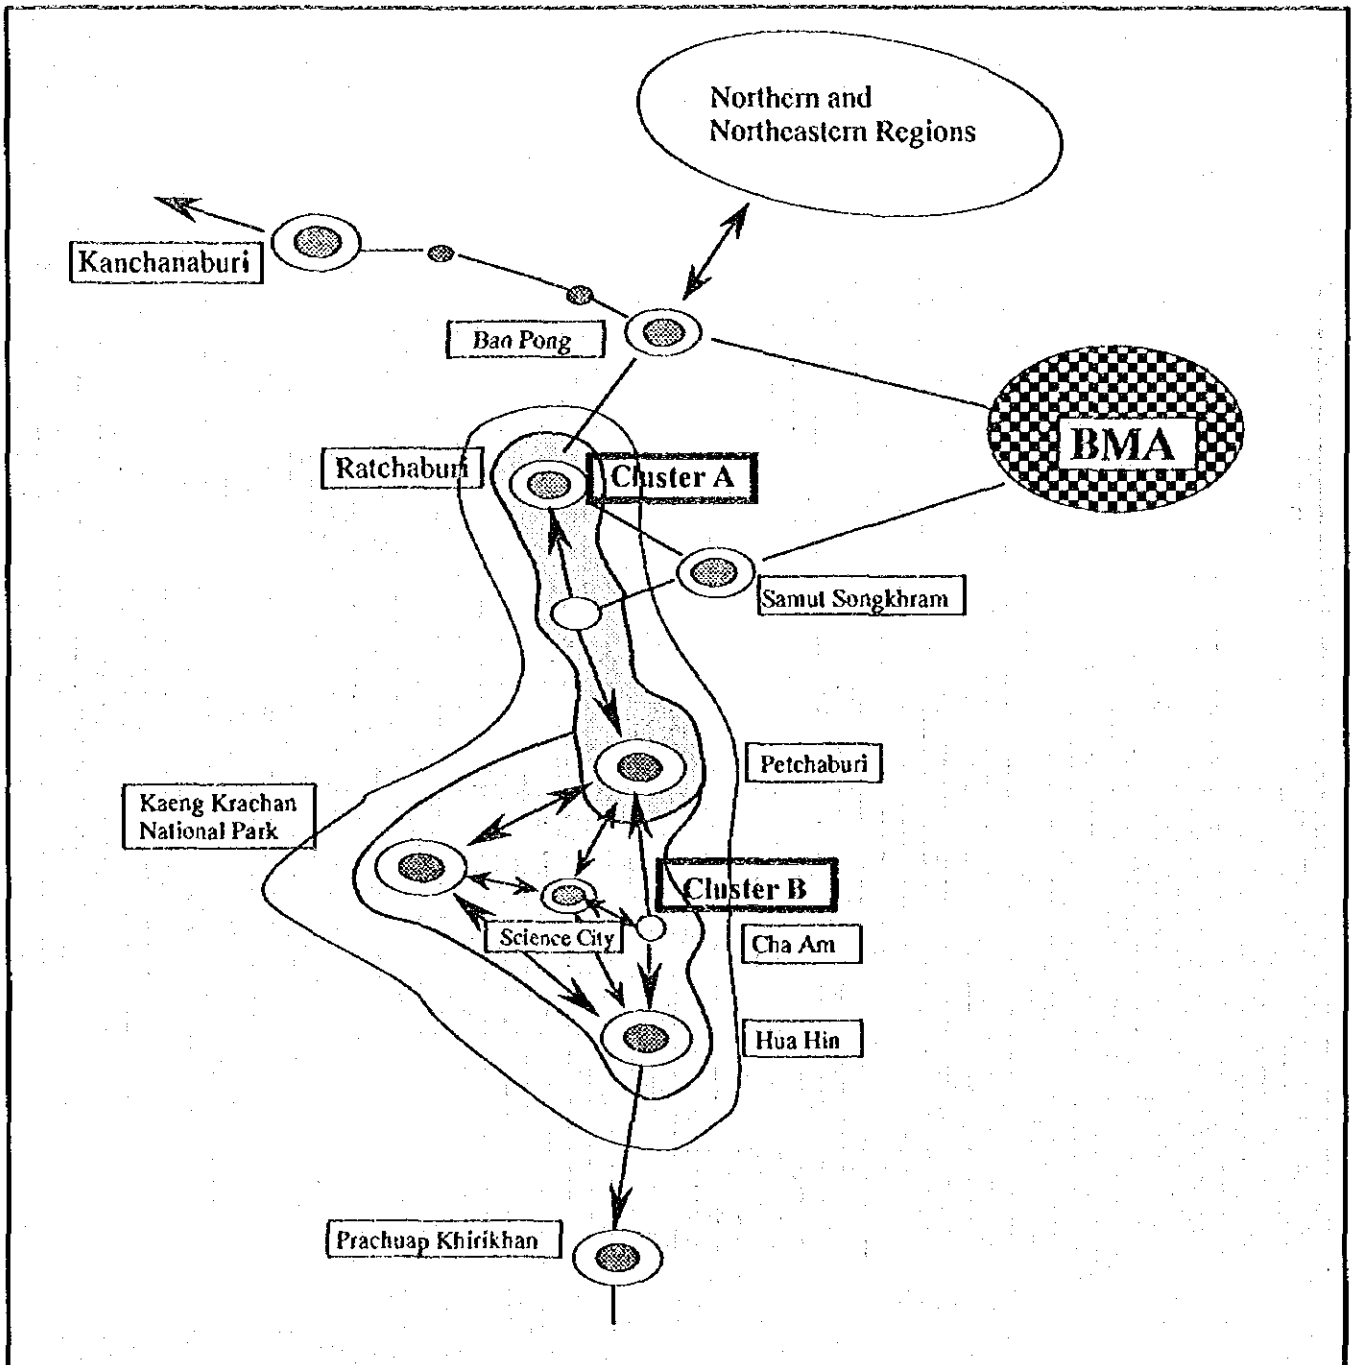 Northern and
Northeastern Regions
Kanchanaburi
Ban Pong
BMA
Ratchaburi
Cluster A
Samut Songkhram
Petchaburi
Kaeng Krachan
National Park
Cluster B
Science City
Cha Am
Hua Hin
Prachuap Khirikhan